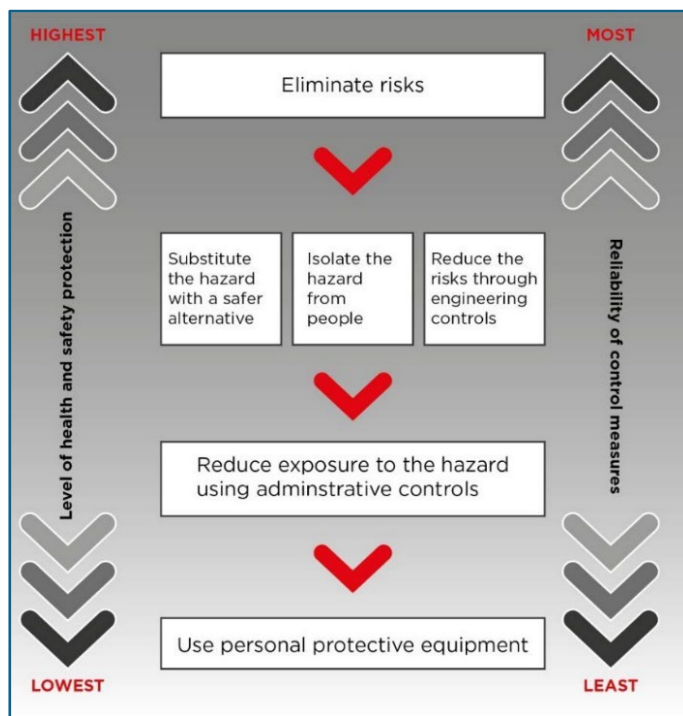 HIGHEST
MOST
Eliminate risks
Level of health and safety protection
Substitute
the hazard
with a safer
alternative
Isolate the
hazard
from
people
Reduce the
risks through
engineering
controls
Reliability of control measures
Reduce exposure to the hazard
using adminstrative controls
Use personal protective equipment
LOWEST
LEAST